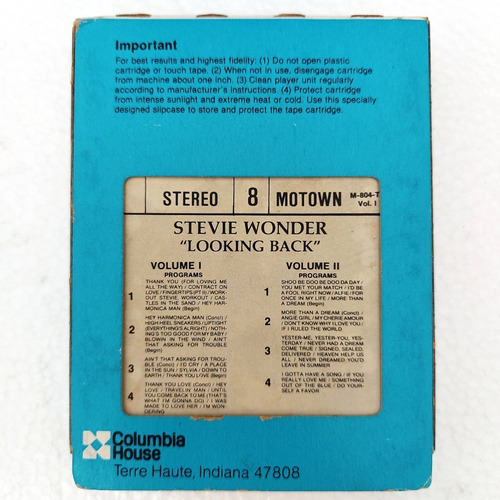 Important
For best results and highest fidelity: (1) Do not open plastic
cartridge or touch tape. (2) When not in use, disengage cartridge
from machine about one inch. (3) Clean player unit regularly
according to manufacturer's instructions. (4) Protect cartridge
from intense sunlight and extreme heat or cold. Use this specially
designed slipcase to store and protect the tape cartridge.
STEREO 8 MOTOWN M-804-T
Vol. I
STEVIE WONDER
"LOOKING BACK"
VOLUME I
PROGRAMS
1
THANK YOU (FOR LOVING ME
ALL THE WAY) / CONTRACT ON
LOVE / FINGERTIPS (PT II) / WORK-
OUT STEVIE, WORKOUT / CAS-
TLES IN THE SAND / HEY HAR-
MONICA MAN (Begin)
2
HEY HARMONICA MAN (Concl) /
HIGH HEEL SNEAKERS / UPTIGHT
(EVERYTHING'S ALRIGHT) / NOTH-
ING'S TOO GOOD FOR MY BABY /
BLOWIN' IN THE WIND / AIN'T
THAT ASKING FOR TROUBLE
(Begin)
3
AIN'T THAT ASKING FOR TROU-
BLE (Concl) / I'D CRY / A PLACE
IN THE SUN / SYLVIA / DOWN TO
EARTH / THANK YOU LOVE (Begin)
4
THANK YOU LOVE (Concl) / HEY
LOVE / TRAVELIN' MAN / UNTIL
YOU COME BACK TO ME (THAT'S
WHAT I'M GONNA DO) / I WAS
MADE TO LOVE HER / I'M WON-
DERING
VOLUME II
PROGRAMS
1
SHOO BE DOO BE DOO DA DAY /
YOU MET YOUR MATCH / I'D BE
A FOOL RIGHT NOW / ALFIE / FOR
ONCE IN MY LIFE / MORE THAN
A DREAM (Begin)
2
MORE THAN A DREAM (Concl) /
ANGIE GIRL / MY CHERIE AMOUR
/ DON'T KNOW WHY I LOVE YOU /
IF I RULED THE WORLD
3
YESTER-ME, YESTER-YOU, YES-
TERDAY / NEVER HAD A DREAM
COME TRUE / SIGNED, SEALED,
DELIVERED / HEAVEN HELP US
ALL / NEVER DREAMED YOU'D
LEAVE IN SUMMER
4
I GOTTA HAVE A SONG / IF YOU
REALLY LOVE ME / SOMETHING
OUT OF THE BLUE / DO YOUR-
SELF A FAVOR
Columbia
House
Terre Haute, Indiana 47808